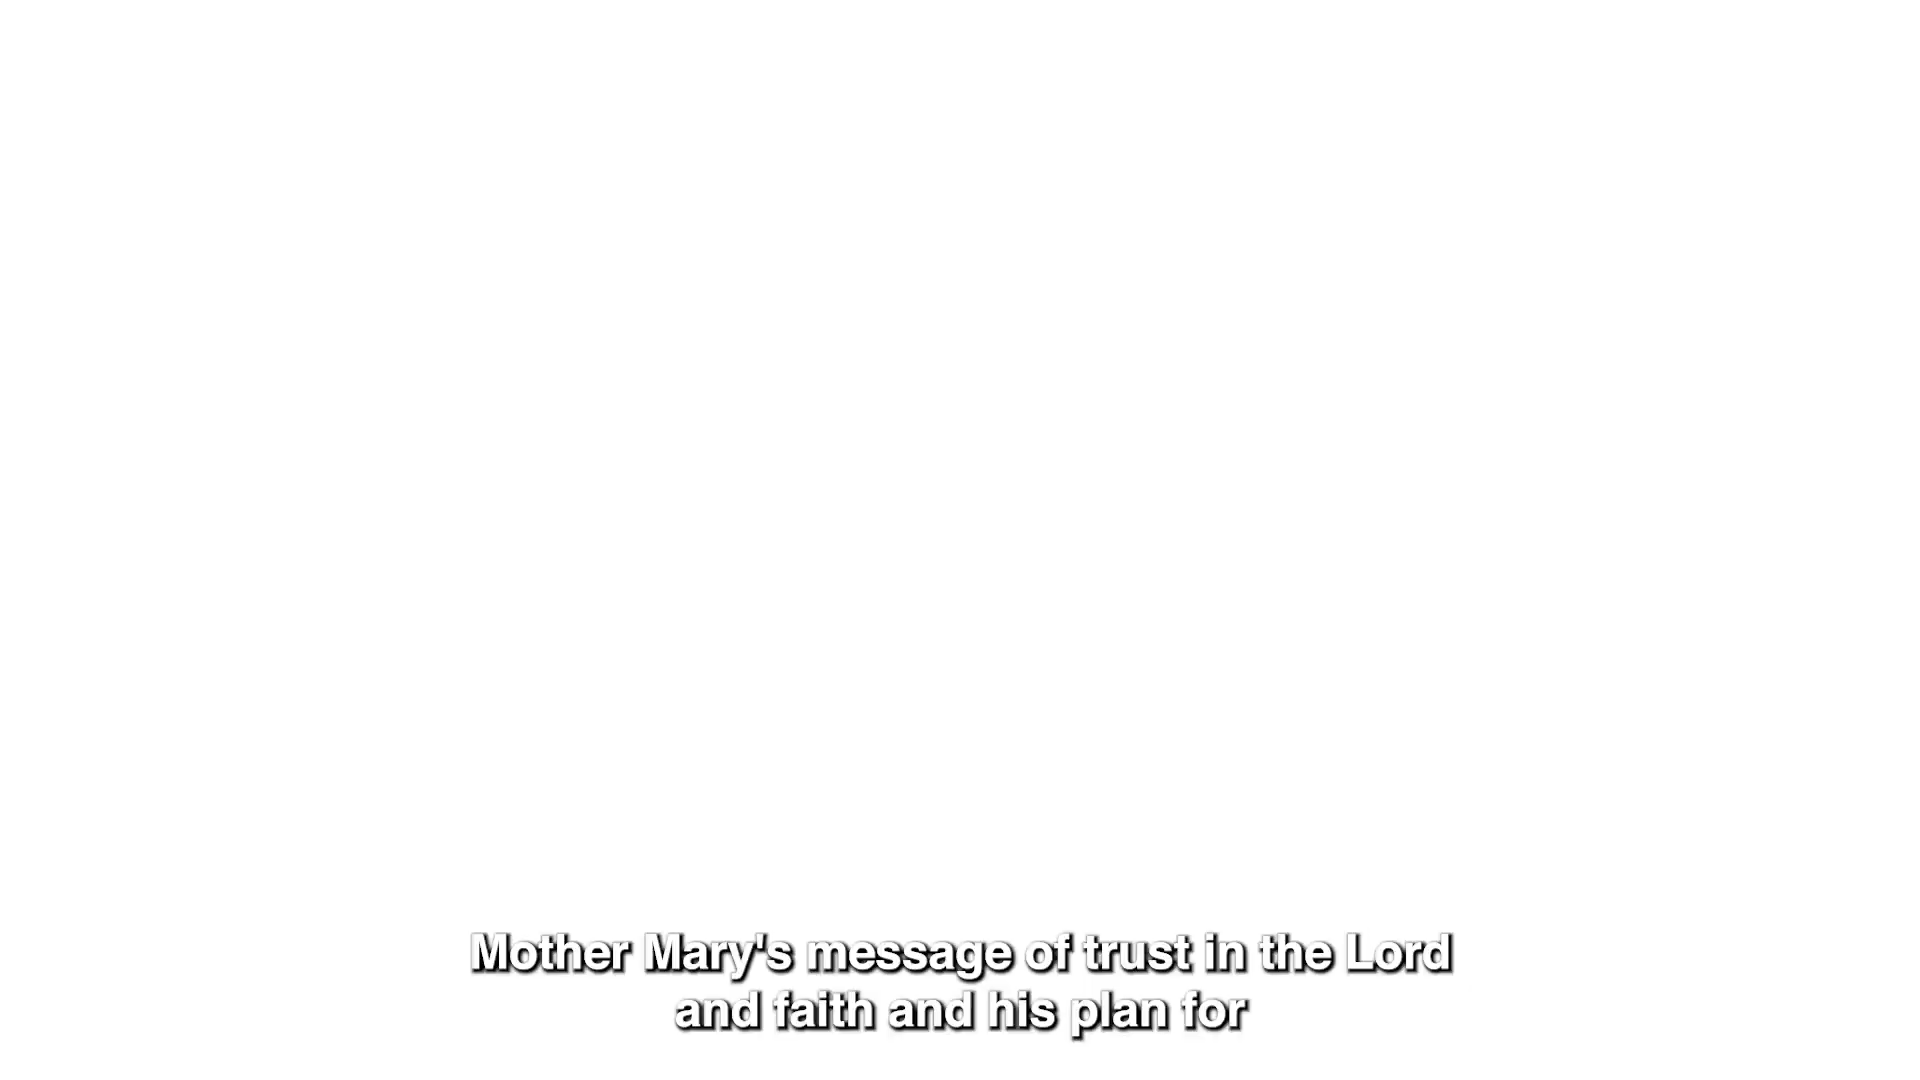 Mother Mary's message of trust in the Lord
and faith and his plan for